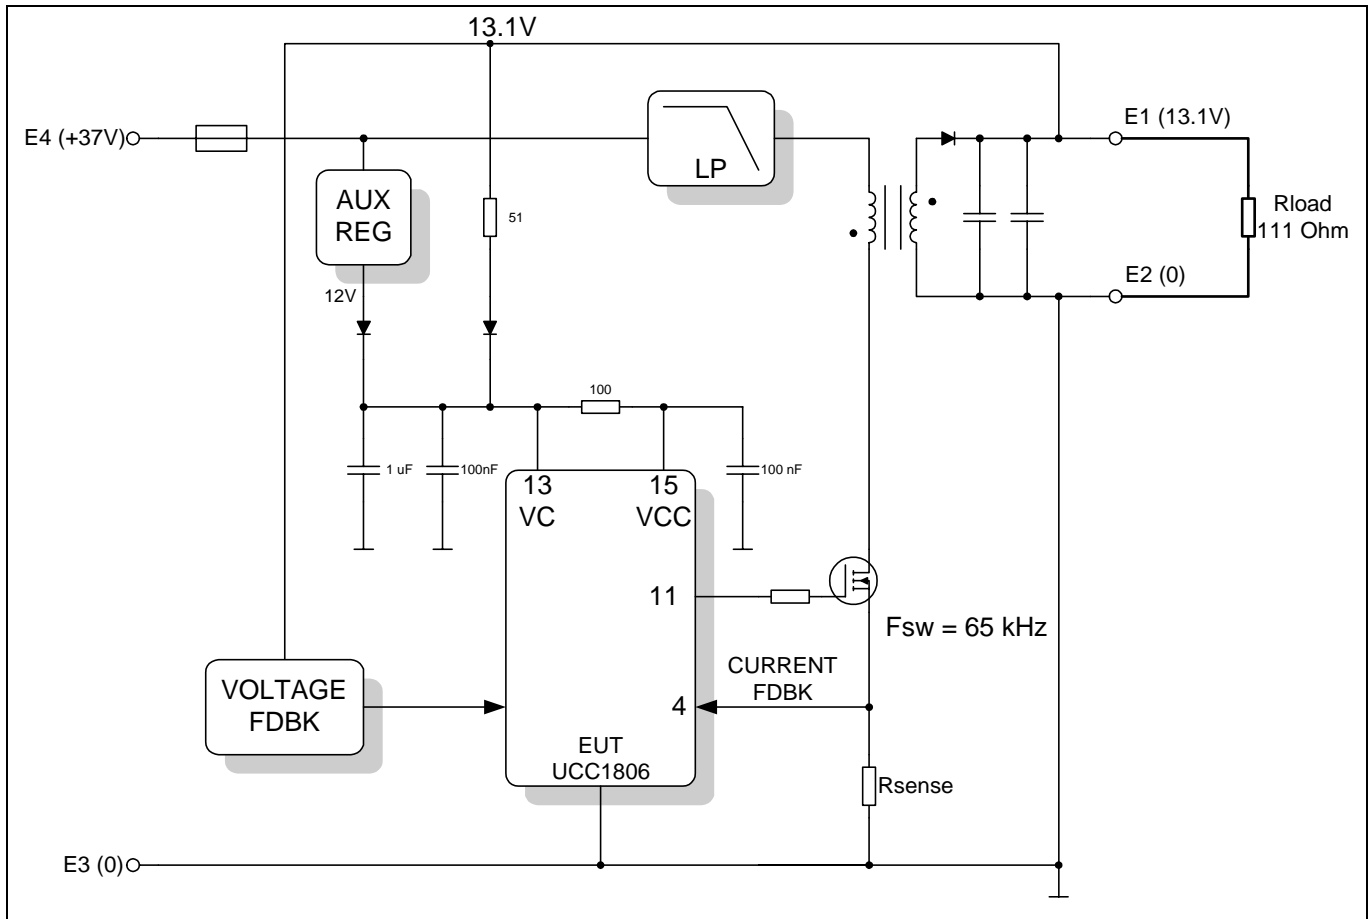 13.1V
E4 (+37V)
LP
E1 (13.1V)
AUX
REG
51
Rload
111 Ohm
E2 (0)
12V
100
1 uF
100nF
100 nF
13
VC
15
VCC
11
Fsw = 65 kHz
VOLTAGE
FDBK
CURRENT
FDBK
4
EUT
UCC1806
Rsense
E3 (0)